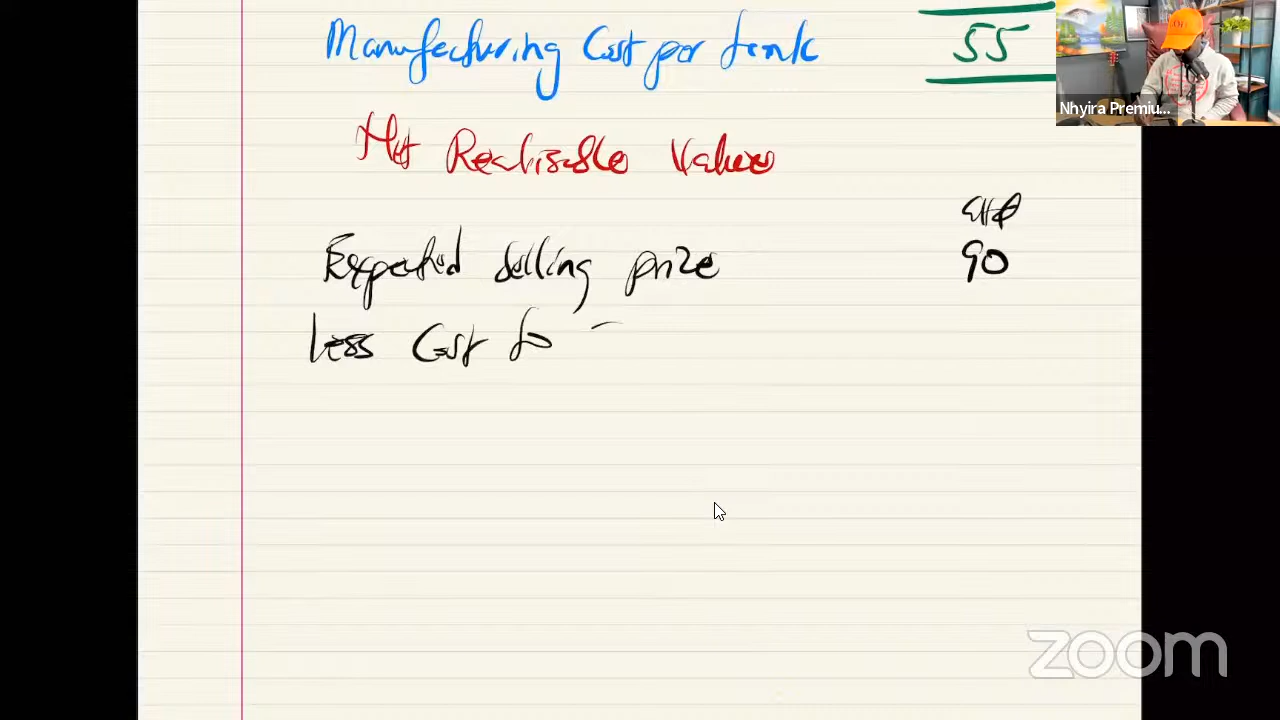 Manufacturing Cost per tank 55
Nhyira Premiu...
Net Realisable Value
GH¢
Expected selling price 90
less Cost to
zoom